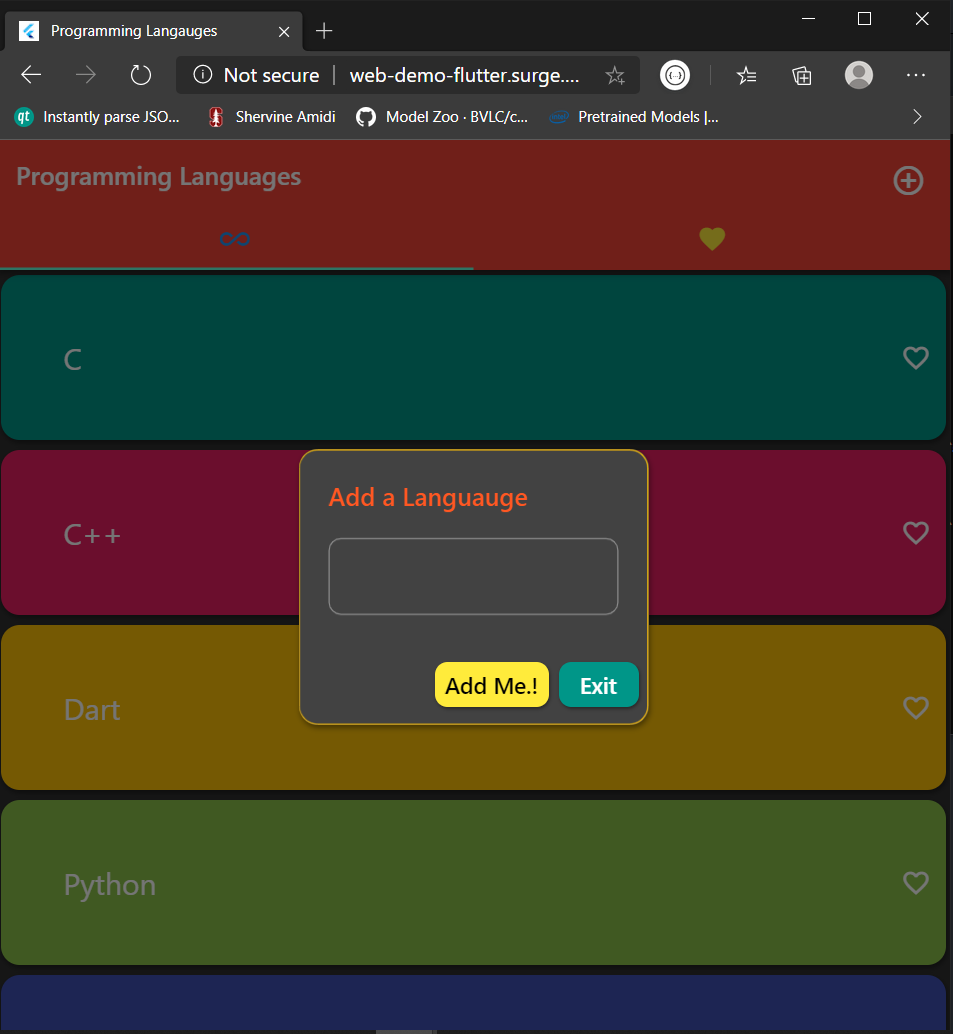 Programming Langauges
Not secure | web-demo-flutter.surge....
qt Instantly parse JSO... Shervine Amidi Model Zoo · BVLC/c... Pretrained Models |...
Programming Languages
C
C++
Add a Languauge
Add Me.! Exit
Dart
Python